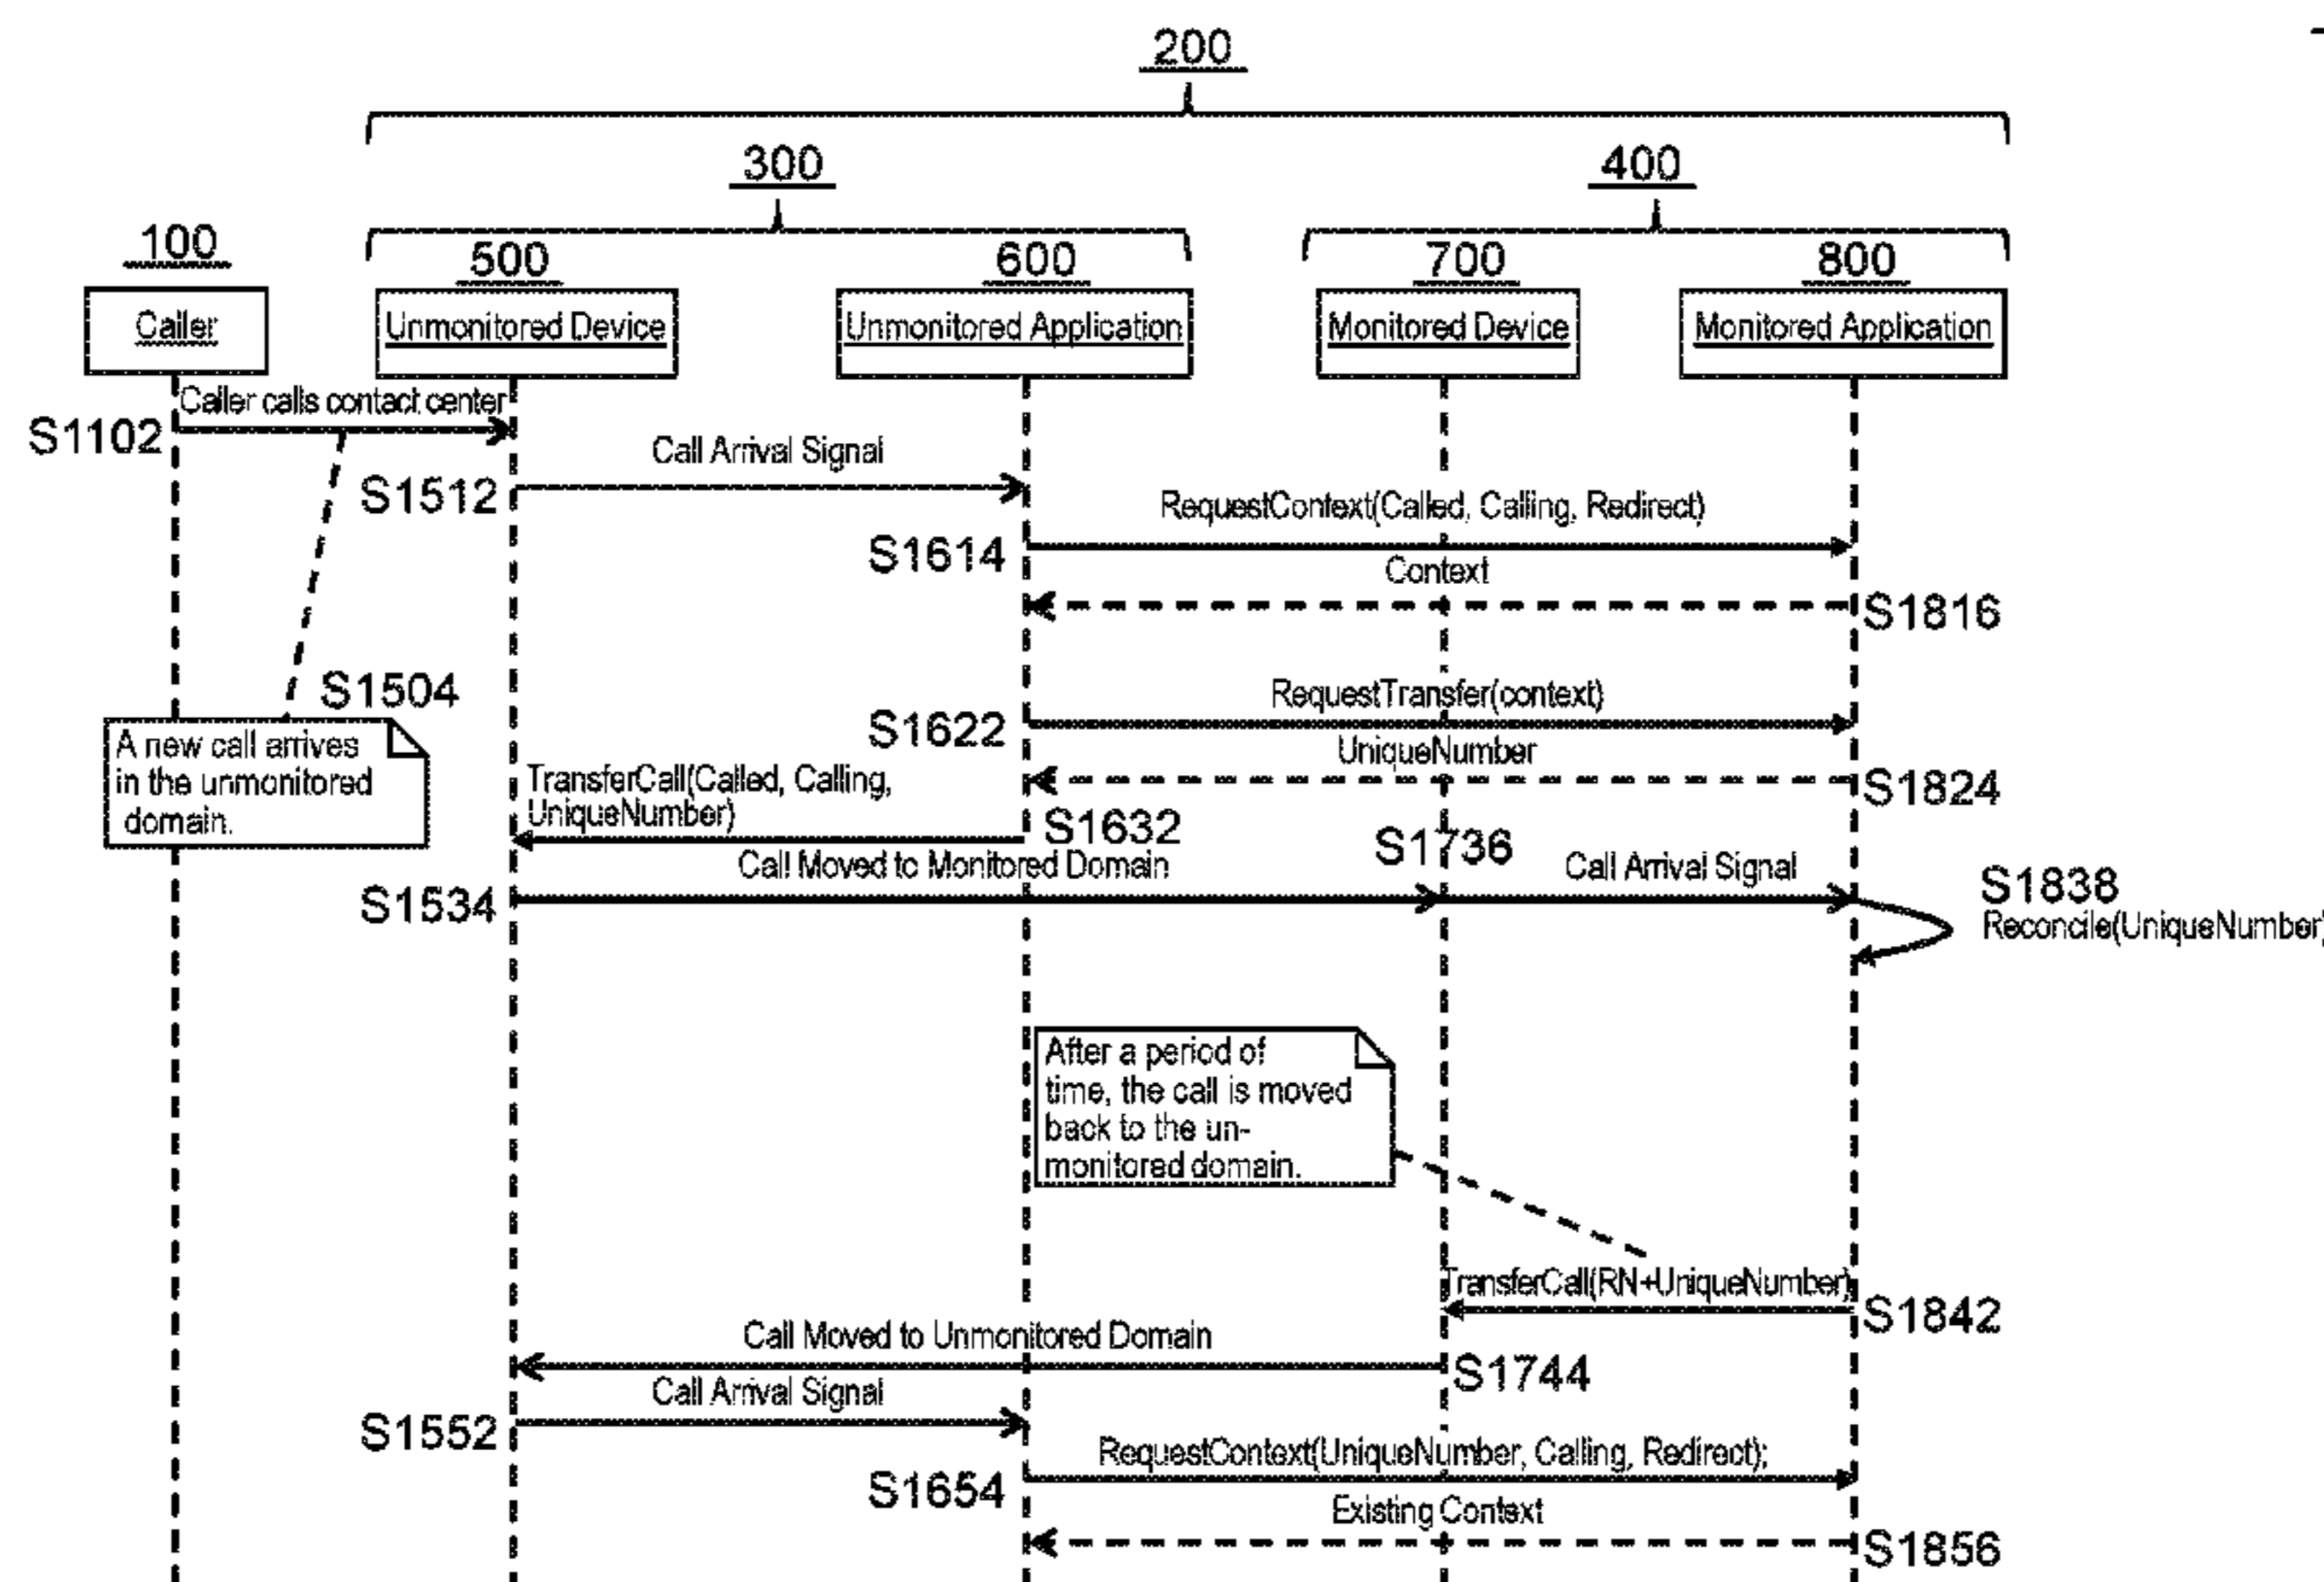 200
300
400
100
500
600
700
800
Caller
Unmonitored Device
Unmonitored Application
Monitored Device
Monitored Application
Caller calls contact center
S1102
Call Arrival Signal
S1512
RequestContext(Called, Calling, Redirect)
S1614
Context
S1816
S1504
A new call arrives
in the unmonitored
domain.
RequestTransfer(context)
S1622
UniqueNumber
S1824
TransferCall(Called, Calling,
UniqueNumber)
S1632
S1736
Call Moved to Monitored Domain
Call Arrival Signal
S1534
S1838
Reconcile(UniqueNumber)
After a period of
time, the call is moved
back to the un-
monitored domain.
TransferCall(RN+UniqueNumber)
S1842
Call Moved to Unmonitored Domain
S1744
Call Arrival Signal
S1552
RequestContext(UniqueNumber, Calling, Redirect);
S1654
Existing Context
S1856